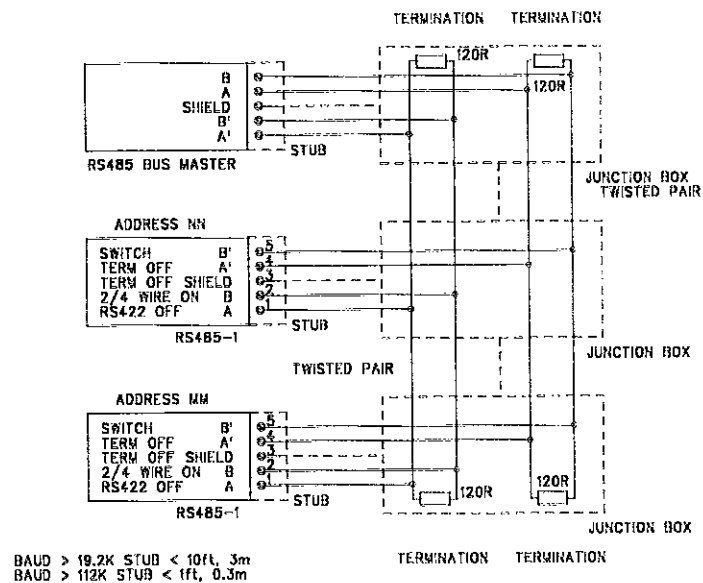 TERMINATION TERMINATION
120R
120R
B
A
SHIELD
B'
A'
STUB
RS485 BUS MASTER
JUNCTION BOX
TWISTED PAIR
ADDRESS NN
SWITCH B' 5
TERM OFF A' 4
TERM OFF SHIELD 3
2/4 WIRE ON B 2
RS422 OFF A 1
STUB
RS485-1
JUNCTION BOX
TWISTED PAIR
ADDRESS MM
SWITCH B' 5
TERM OFF A' 4
TERM OFF SHIELD 3
2/4 WIRE ON B 2
RS422 OFF A 1
120R 120R
STUB
RS485-1
JUNCTION BOX
BAUD > 19.2K STUB < 10ft, 3m
BAUD > 112K STUB < 1ft, 0.3m
TERMINATION TERMINATION